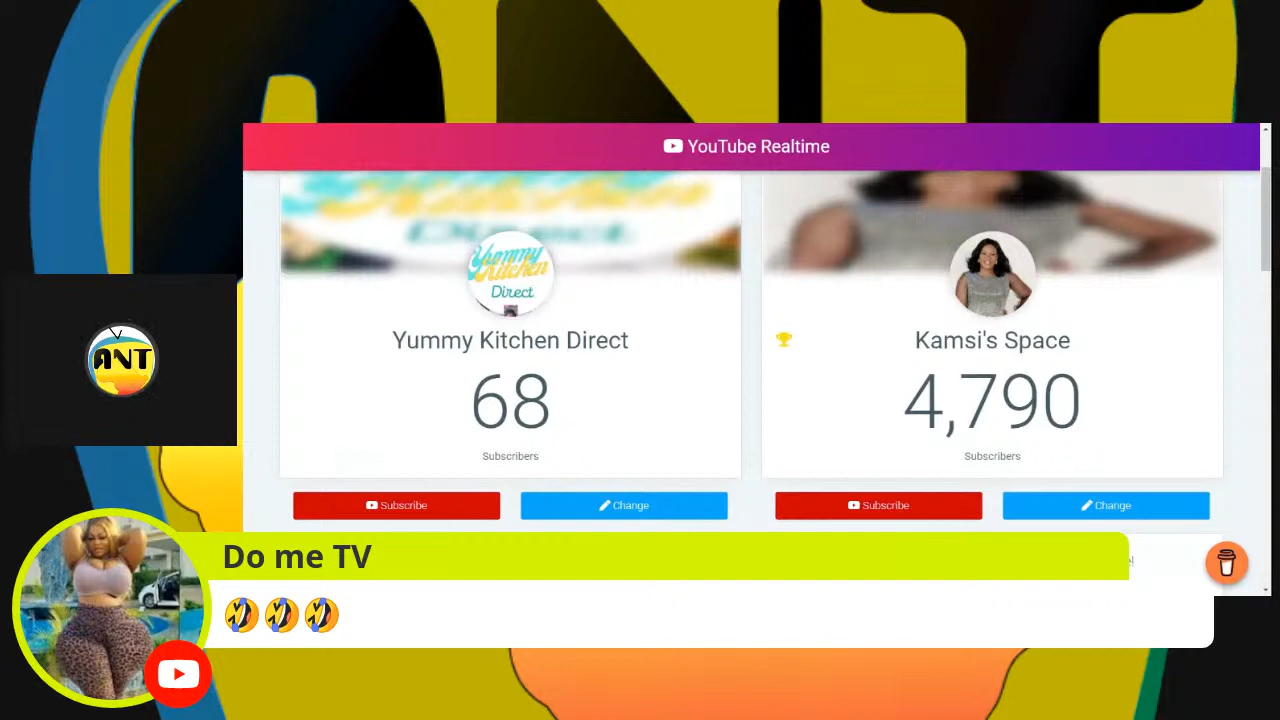 YouTube Realtime
Yummy Kitchen Direct
Yummy Kitchen Direct
68
Subscribers
Subscribe
Change
Kamsi's Space
4,790
Subscribers
Subscribe
Change
ANT
Do me TV
🤣🤣🤣